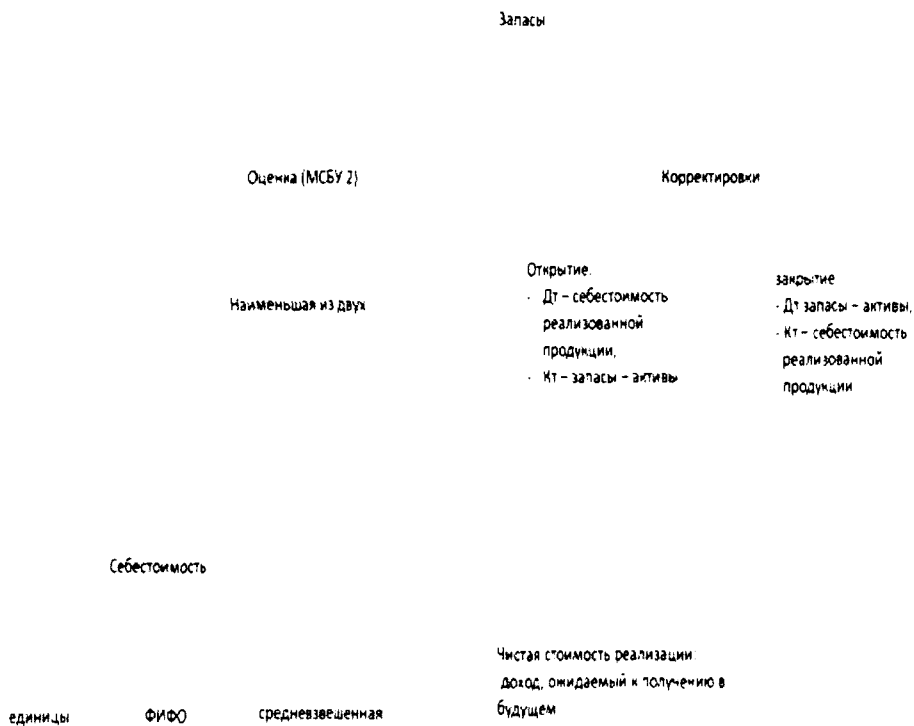 Запасы
Оценка (МСБУ 2)
Корректировки
Наименьшая из двух
Открытие.
- Дт – себестоимость
реализованной
продукции,
- Кт – запасы – активы
закрытие
- Дт запасы – активы,
- Кт – себестоимость
реализованной
продукции
Себестоимость
Чистая стоимость реализации:
доход, ожидаемый к получению в
будущем
единицы
ФИФО
средневзвешенная